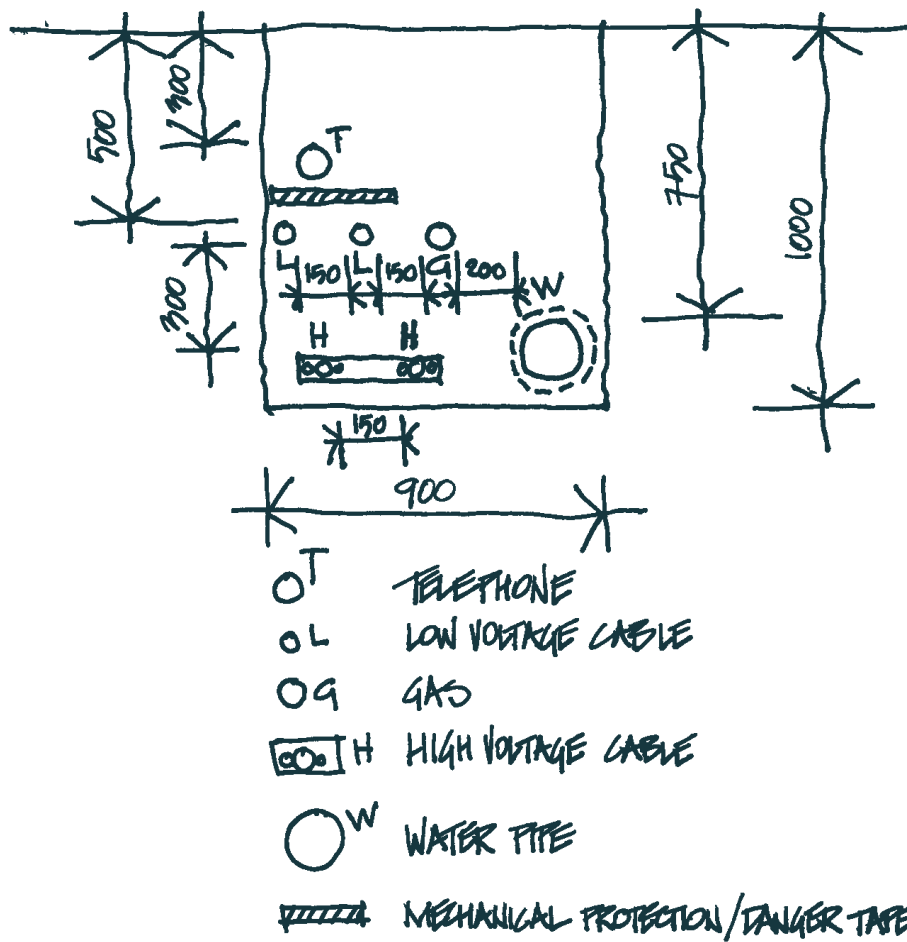 500
300
750
1000
T
300
L 150 L 150 G 200 W
H H
150
900
T TELEPHONE
L LOW VOLTAGE CABLE
G GAS
H HIGH VOLTAGE CABLE
W WATER PIPE
MECHANICAL PROTECTION/DANGER TAPE